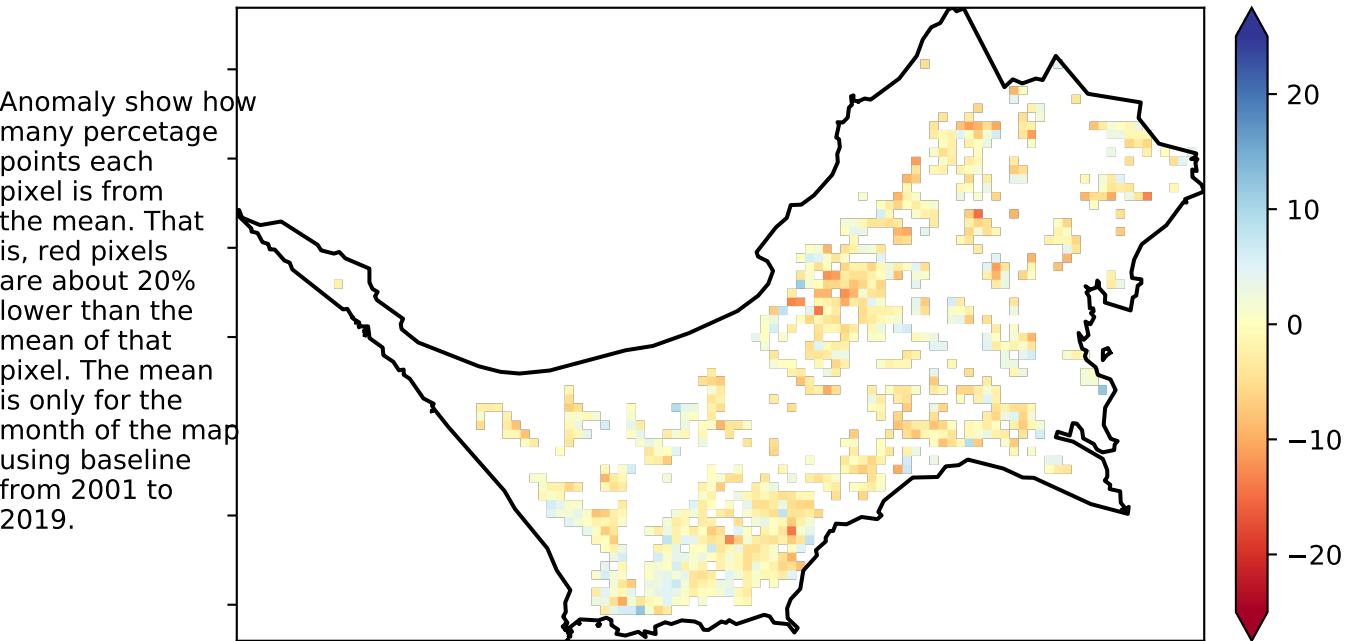 Anomaly show how
many percetage
points each
pixel is from
the mean. That
is, red pixels
are about 20%
lower than the
mean of that
pixel. The mean
is only for the
month of the map
using baseline
from 2001 to
2019.
20
10
0
−10
−20